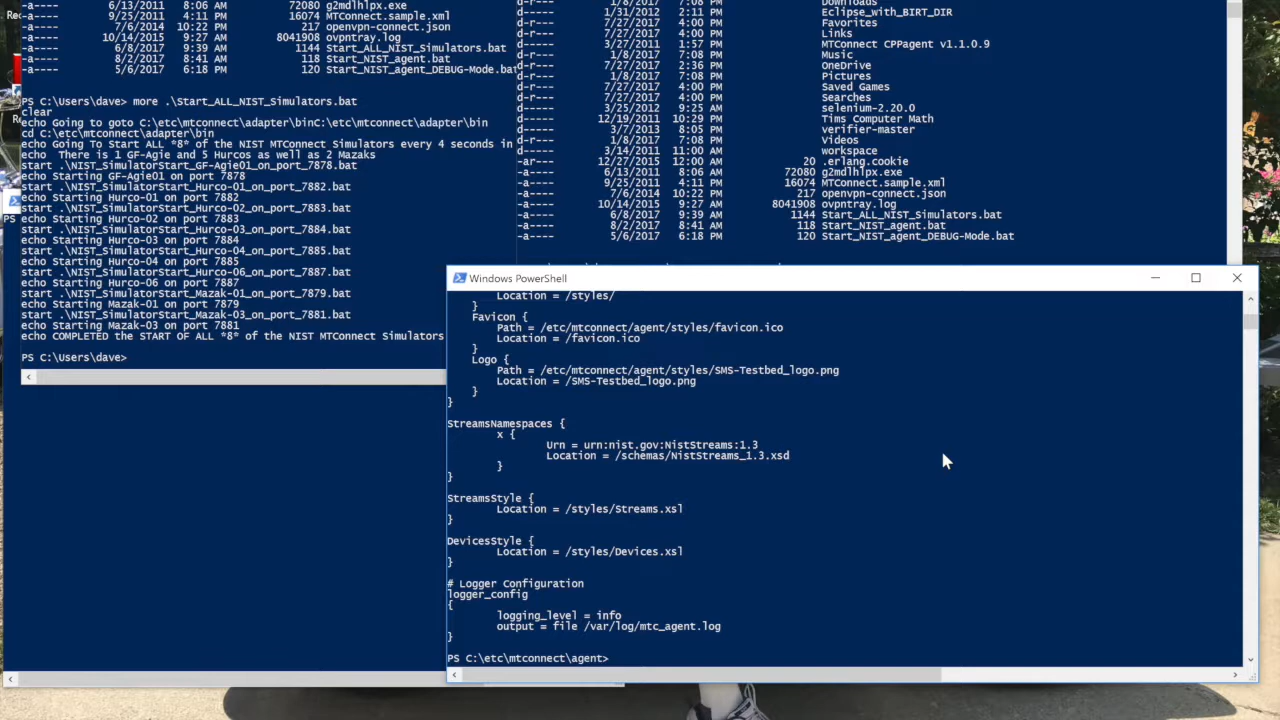 -a---- 6/13/2011 8:06 AM 72080 g2mdlhlpx.exe
-a---- 9/25/2011 4:11 PM 16074 MTConnect.sample.xml
-a---- 7/6/2014 10:22 PM 217 openvpn-connect.json
-a---- 10/14/2015 9:27 AM 8041908 ovpntray.log
-a---- 6/8/2017 9:39 AM 1144 Start_ALL_NIST_Simulators.bat
-a---- 8/2/2017 8:41 AM 118 Start_NIST_agent.bat
-a---- 5/6/2017 6:18 PM 120 Start_NIST_agent_DEBUG-Mode.bat
PS C:\Users\dave> more .\Start_ALL_NIST_Simulators.bat
Clear
echo Going to goto C:\etc\mtconnect\adapter\binC:\etc\mtconnect\adapter\bin
cd C:\etc\mtconnect\adapter\bin
echo Going To Start All *8* of the NIST MTConnect Simulators every 4 seconds in
echo  There is 1 GF-Agie and 5 Hurcos as well as 2 Mazaks
start .\NIST_SimulatorStart_GF-Agie01_on_port_7878.bat
echo Starting GF-Agie01 on port 7878
start .\NIST_SimulatorStart_Hurco-01_on_port_7882.bat
echo Starting Hurco-01 on port 7882
start .\NIST_SimulatorStart_Hurco-02_on_port_7883.bat
echo Starting Hurco-02 on port 7883
start .\NIST_SimulatorStart_Hurco-03_on_port_7884.bat
echo Starting Hurco-03 on port 7884
start .\NIST_SimulatorStart_Hurco-04_on_port_7885.bat
echo Starting Hurco-04 on port 7885
start .\NIST_SimulatorStart_Hurco-06_on_port_7887.bat
echo Starting Hurco-06 on port 7887
start .\NIST_SimulatorStart_Mazak-01_on_port_7879.bat
echo Starting Mazak-01 on port 7879
start .\NIST_SimulatorStart_Mazak-03_on_port_7881.bat
echo Starting Mazak-03 on port 7881
echo COMPLETED the START OF ALL *8* of the NIST MTConnect Simulators
PS C:\Users\dave>
d-r--- 1/8/2017 7:08 PM Downloads
d----- 1/31/2012 2:02 PM Eclipse_with_BIRT_DIR
d-r--- 7/27/2017 4:00 PM Favorites
d-r--- 7/27/2017 4:00 PM Links
d----- 3/27/2011 1:57 PM MTConnect CPPagent v1.1.0.9
d-r--- 1/8/2017 7:08 PM Music
d-r--- 7/27/2017 2:36 PM OneDrive
d-r--- 1/8/2017 7:08 PM Pictures
d-r--- 7/27/2017 4:00 PM Saved Games
d-r--- 7/27/2017 4:00 PM Searches
d----- 3/25/2012 9:25 AM selenium-2.20.0
d----- 12/19/2011 10:29 AM Tims Computer Math
d----- 3/7/2013 8:05 AM verifier-master
d-r--- 1/8/2017 7:08 PM Videos
d----- 3/14/2011 11:00 AM workspace
-ar--- 12/27/2015 12:00 AM 20 .erlang.cookie
-a---- 6/13/2011 8:06 AM 72080 g2mdlhlpx.exe
-a---- 9/25/2011 4:11 PM 16074 MTConnect.sample.xml
-a---- 7/6/2014 10:22 PM 217 openvpn-connect.json
-a---- 10/14/2015 9:27 AM 8041908 ovpntray.log
-a---- 6/8/2017 9:39 AM 1144 Start_ALL_NIST_Simulators.bat
-a---- 8/2/2017 8:41 AM 118 Start_NIST_agent.bat
-a---- 5/6/2017 6:18 PM 120 Start_NIST_agent_DEBUG-Mode.bat
Windows PowerShell
Location = /styles/
}
Favicon {
Path = /etc/mtconnect/agent/styles/favicon.ico
Location = /favicon.ico
}
Logo {
Path = /etc/mtconnect/agent/styles/SMS-Testbed_logo.png
Location = /SMS-Testbed_logo.png
}
}
StreamsNamespaces {
x {
Urn = urn:nist.gov:NistStreams:1.3
Location = /schemas/NistStreams_1.3.xsd
}
}
StreamsStyle {
Location = /styles/Streams.xsl
}
DevicesStyle {
Location = /styles/Devices.xsl
}
# Logger Configuration
logger_config
{
logging_level = info
output = file /var/log/mtc_agent.log
}
PS C:\etc\mtconnect\agent>